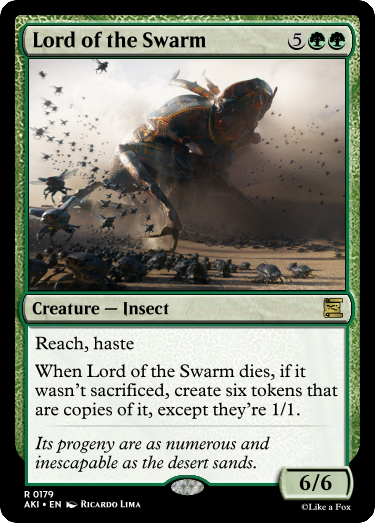 Lord of the Swarm 5
Creature — Insect
Reach, haste
When Lord of the Swarm dies, if it
wasn't sacrificed, create six tokens that
are copies of it, except they're 1/1.
Its progeny are as numerous and
inescapable as the desert sands.
6/6
R 0179
AKI • EN Ricardo Lima
©Like a Fox